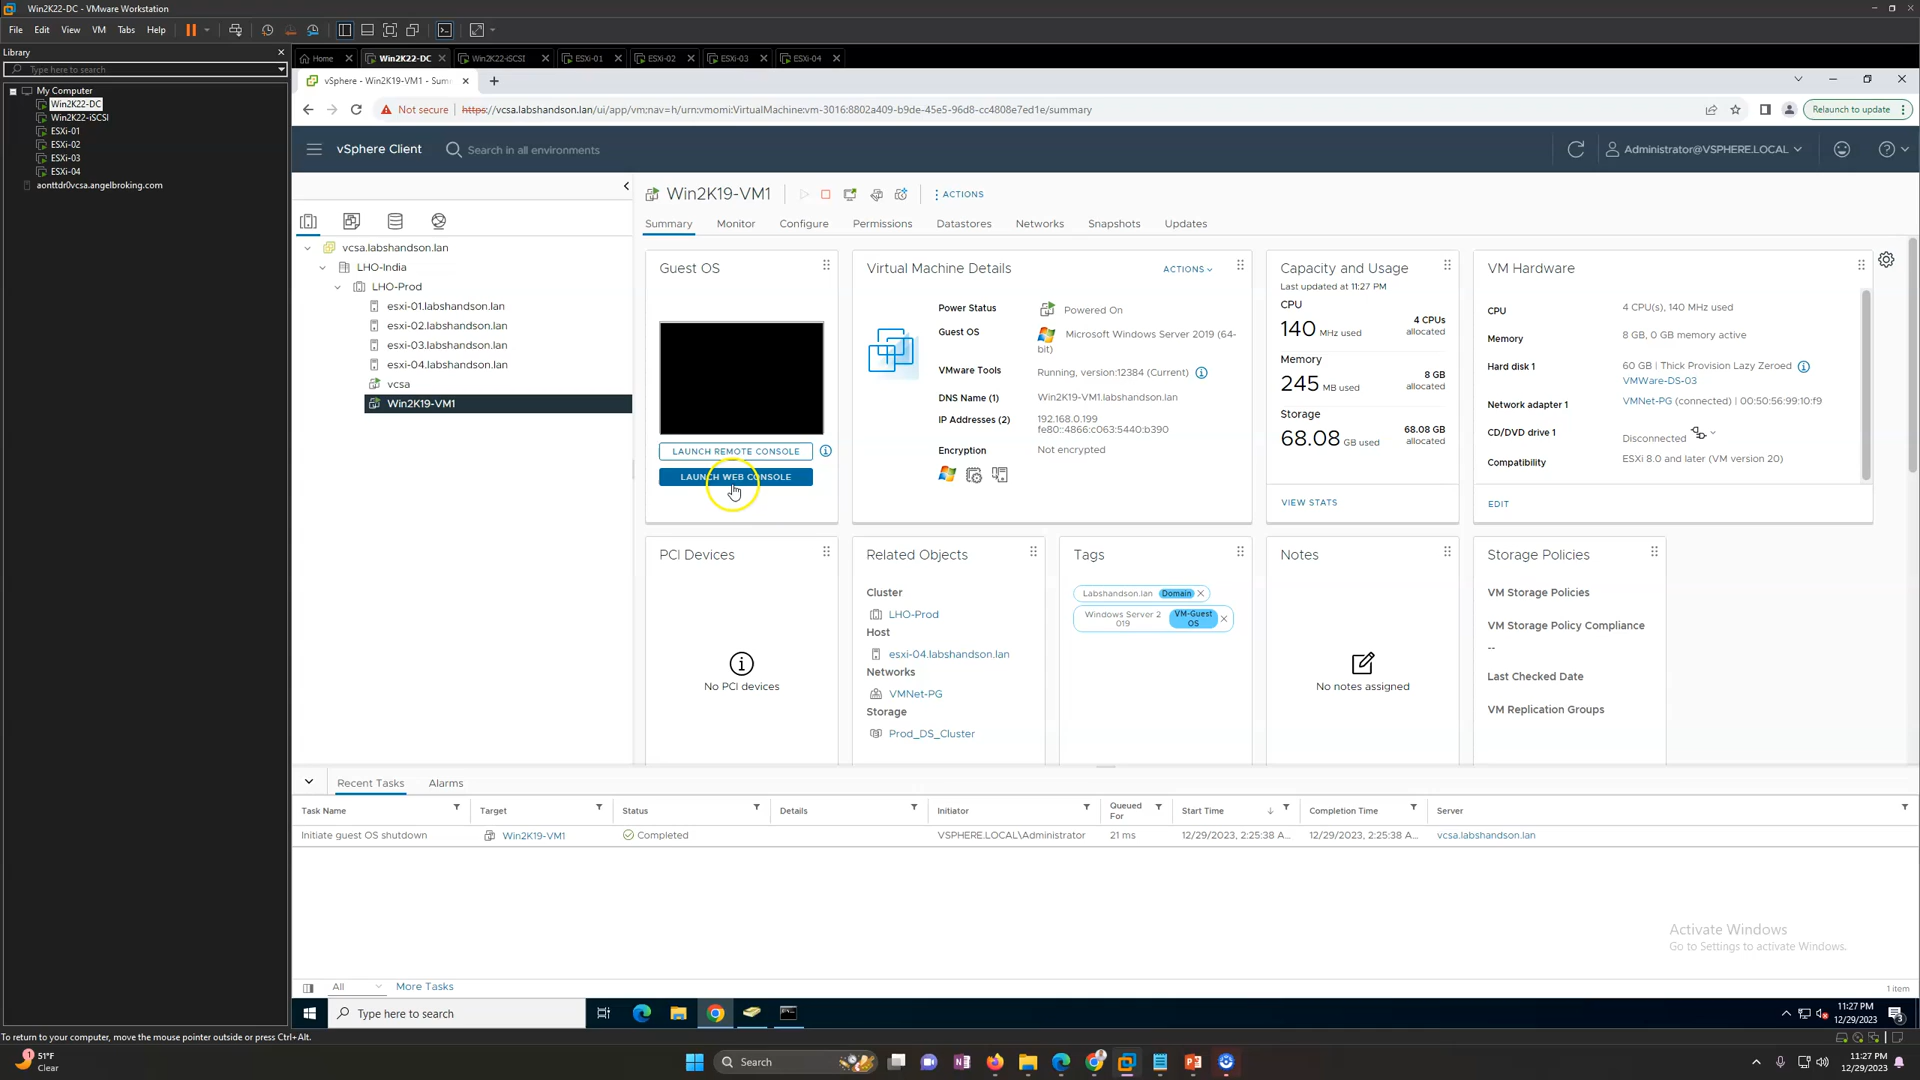 Win2K22-DC - VMware Workstation
File Edit View VM Tabs Help
Library
Type here to search
My Computer
Win2K22-DC
Win2K22-iSCSI
ESXi-01
ESXi-02
ESXi-03
ESXi-04
aonttdr0vcsa.angelbroking.com
Home Win2K22-DC Win2K22-iSCSI ESXi-01 ESXi-02 ESXi-03 ESXi-04
vSphere - Win2K19-VM1 - Sum
Not secure https://vcsa.labshandson.lan/ui/app/vm;nav=h/urn:vmomi:VirtualMachine:vm-3016:8802a409-b9de-45e5-96d8-cc4808e7ed1e/summary
Relaunch to update
vSphere Client Search in all environments
Administrator@VSPHERE.LOCAL
vcsa.labshandson.lan
LHO-India
LHO-Prod
esxi-01.labshandson.lan
esxi-02.labshandson.lan
esxi-03.labshandson.lan
esxi-04.labshandson.lan
vcsa
Win2K19-VM1
Win2K19-VM1 ACTIONS
Summary Monitor Configure Permissions Datastores Networks Snapshots Updates
Guest OS
LAUNCH REMOTE CONSOLE
LAUNCH WEB CONSOLE
Virtual Machine Details ACTIONS
Power Status Powered On
Guest OS Microsoft Windows Server 2019 (64-
bit)
VMware Tools Running, version:12384 (Current)
DNS Name (1) Win2K19-VM1.labshandson.lan
IP Addresses (2) 192.168.0.199
fe80::4866:c063:5440:b390
Encryption Not encrypted
Capacity and Usage
Last updated at 11:27 PM
CPU
140 MHz used 4 CPUs
allocated
Memory
245 MB used 8 GB
allocated
Storage
68.08 GB used 68.08 GB
allocated
VIEW STATS
VM Hardware
CPU 4 CPU(s), 140 MHz used
Memory 8 GB, 0 GB memory active
Hard disk 1 60 GB | Thick Provision Lazy Zeroed
VMWare-DS-03
Network adapter 1 VMNet-PG (connected) | 00:50:56:99:10:f9
CD/DVD drive 1 Disconnected
Compatibility ESXi 8.0 and later (VM version 20)
EDIT
PCI Devices
No PCI devices
Related Objects
Cluster
LHO-Prod
Host
esxi-04.labshandson.lan
Networks
VMNet-PG
Storage
Prod_DS_Cluster
Tags
Labshandson.lan Domain
Windows Server 2
019 VM-Guest
OS
Notes
No notes assigned
Storage Policies
VM Storage Policies
VM Storage Policy Compliance
--
Last Checked Date
VM Replication Groups
Recent Tasks Alarms
Task Name Target Status Details Initiator Queued
For Start Time Completion Time Server
Initiate guest OS shutdown Win2K19-VM1 Completed VSPHERE.LOCAL\Administrator 21 ms 12/29/2023, 2:25:38 A... 12/29/2023, 2:25:38 A... vcsa.labshandson.lan
Activate Windows
Go to Settings to activate Windows.
All More Tasks
1 item
Type here to search
11:27 PM
12/29/2023
3
To return to your computer, move the mouse pointer outside or press Ctrl+Alt.
1
51°F
Clear
Search
11:27 PM
12/29/2023